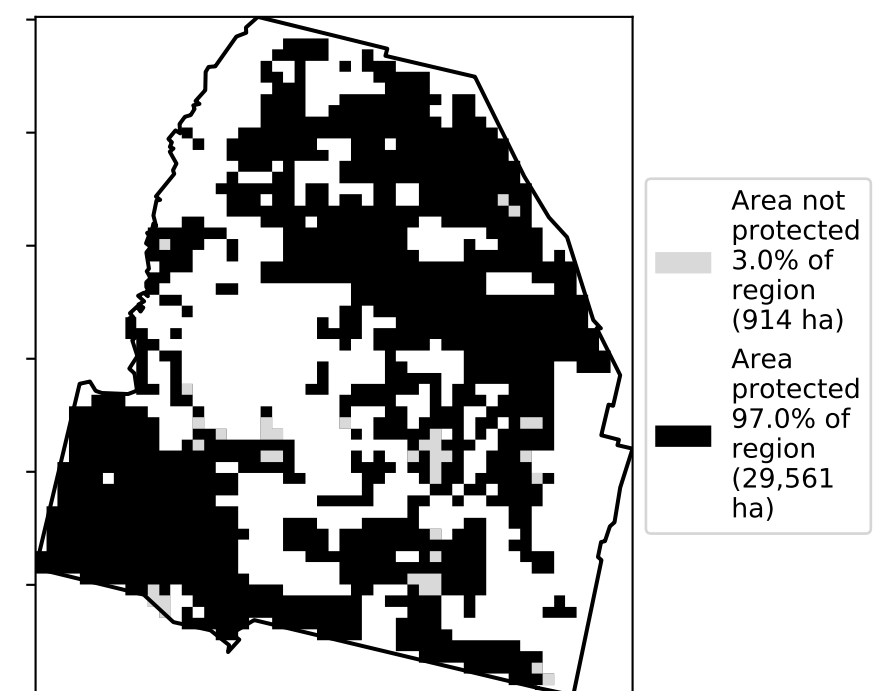 Area not
protected
3.0% of
region
(914 ha)
Area
protected
97.0% of
region
(29,561
ha)